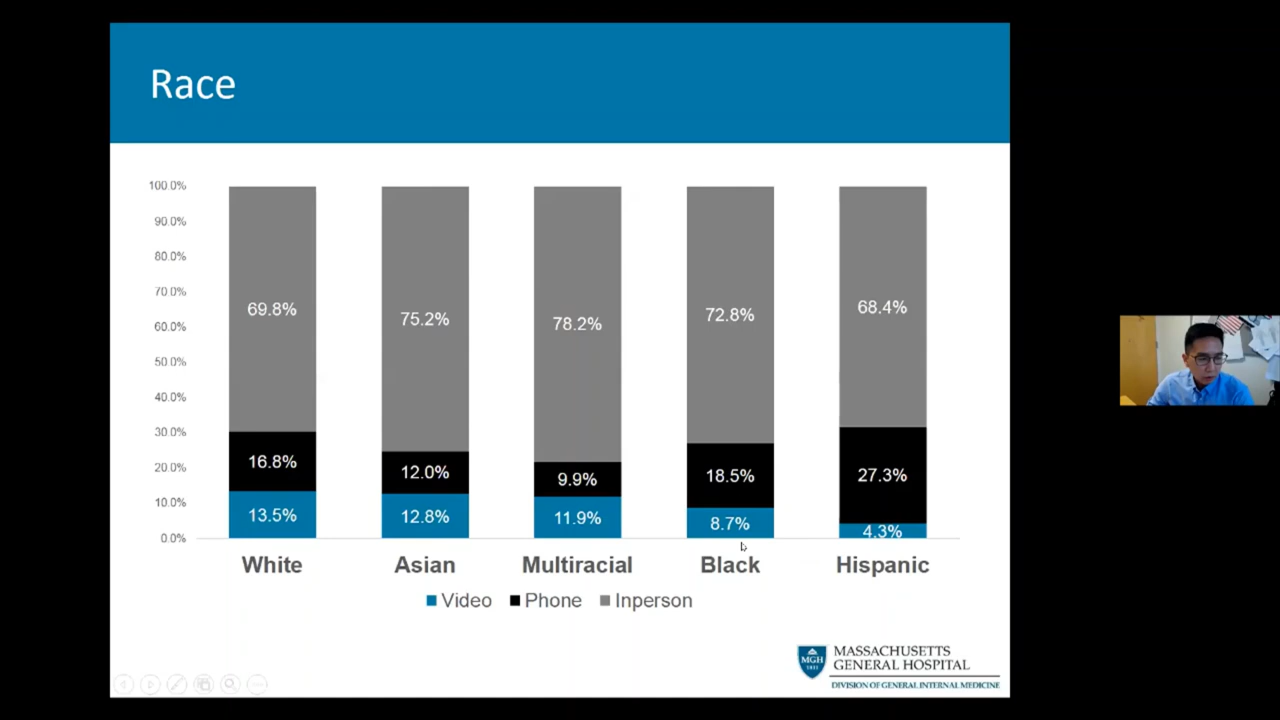 Race
100.0%
90.0%
80.0%
70.0%
60.0%
50.0%
40.0%
30.0%
20.0%
10.0%
0.0%
69.8% 75.2% 78.2% 72.8% 68.4%
16.8% 12.0% 9.9% 18.5% 27.3%
13.5% 12.8% 11.9% 8.7% 4.3%
White Asian Multiracial Black Hispanic
Video Phone Inperson
MGH
1811
MASSACHUSETTS
GENERAL HOSPITAL
DIVISION OF GENERAL INTERNAL MEDICINE